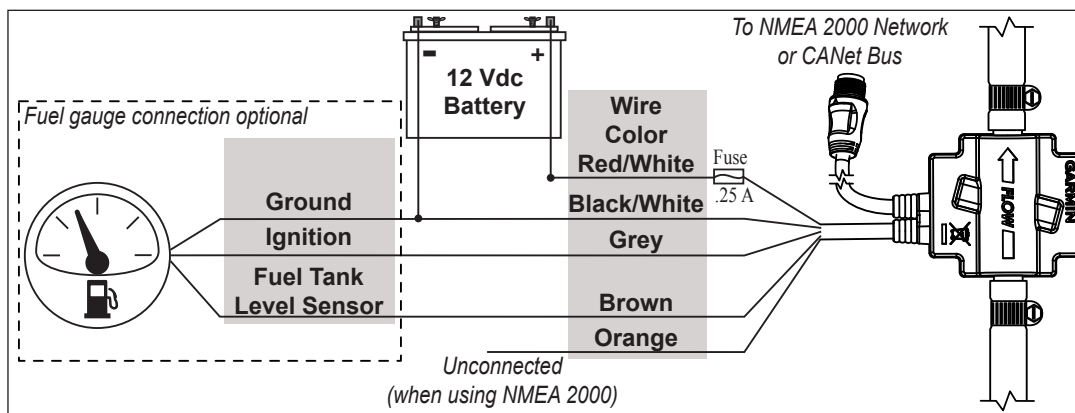 To NMEA 2000 Network
or CANet Bus
-
+
12 Vdc
Battery
Fuel gauge connection optional
Wire
Color
Red/White
Fuse
.25 A
Ground
Black/White
Ignition
Grey
Fuel Tank
Level Sensor
Brown
Orange
Unconnected
(when using NMEA 2000)
FLOW
GARMIN